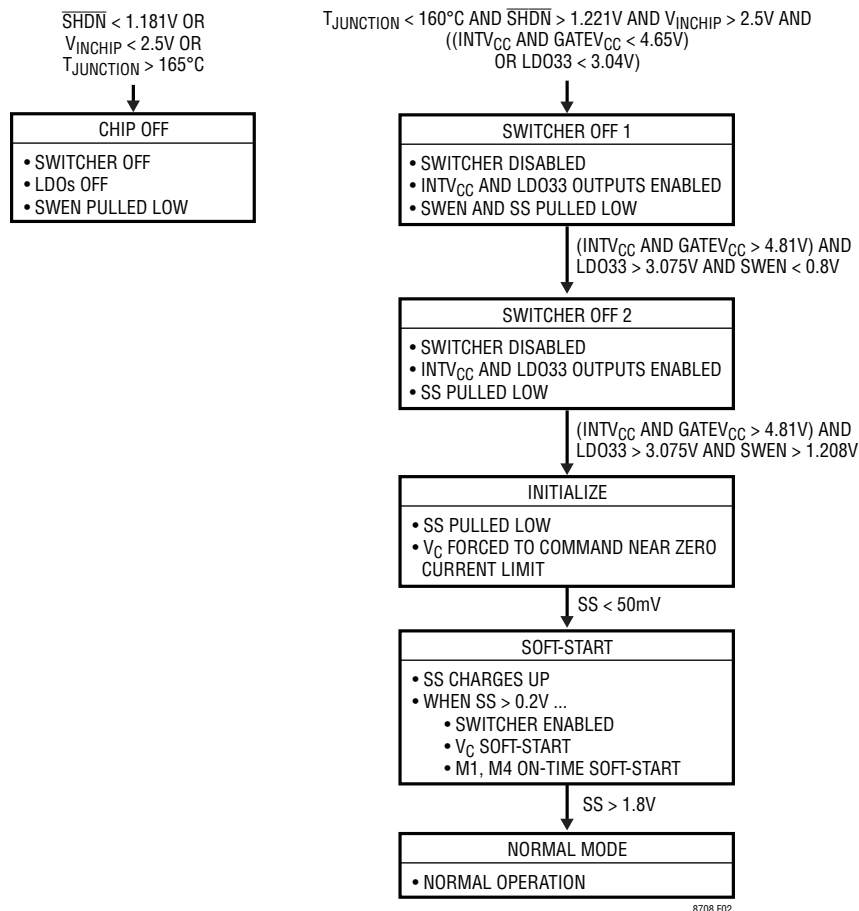 SHDN < 1.181V OR
VINCHIP < 2.5V OR
TJUNCTION > 165°C
CHIP OFF
• SWITCHER OFF
• LDOs OFF
• SWEN PULLED LOW
TJUNCTION < 160°C AND SHDN > 1.221V AND VINCHIP > 2.5V AND
((INTVCC AND GATEVCC < 4.65V)
OR LDO33 < 3.04V)
SWITCHER OFF 1
• SWITCHER DISABLED
• INTVCC AND LDO33 OUTPUTS ENABLED
• SWEN AND SS PULLED LOW
(INTVCC AND GATEVCC > 4.81V) AND
LDO33 > 3.075V AND SWEN < 0.8V
SWITCHER OFF 2
• SWITCHER DISABLED
• INTVCC AND LDO33 OUTPUTS ENABLED
• SS PULLED LOW
(INTVCC AND GATEVCC > 4.81V) AND
LDO33 > 3.075V AND SWEN > 1.208V
INITIALIZE
• SS PULLED LOW
• VC FORCED TO COMMAND NEAR ZERO
CURRENT LIMIT
SS < 50mV
SOFT-START
• SS CHARGES UP
• WHEN SS > 0.2V ...
• SWITCHER ENABLED
• VC SOFT-START
• M1, M4 ON-TIME SOFT-START
SS > 1.8V
NORMAL MODE
• NORMAL OPERATION
8708 F02